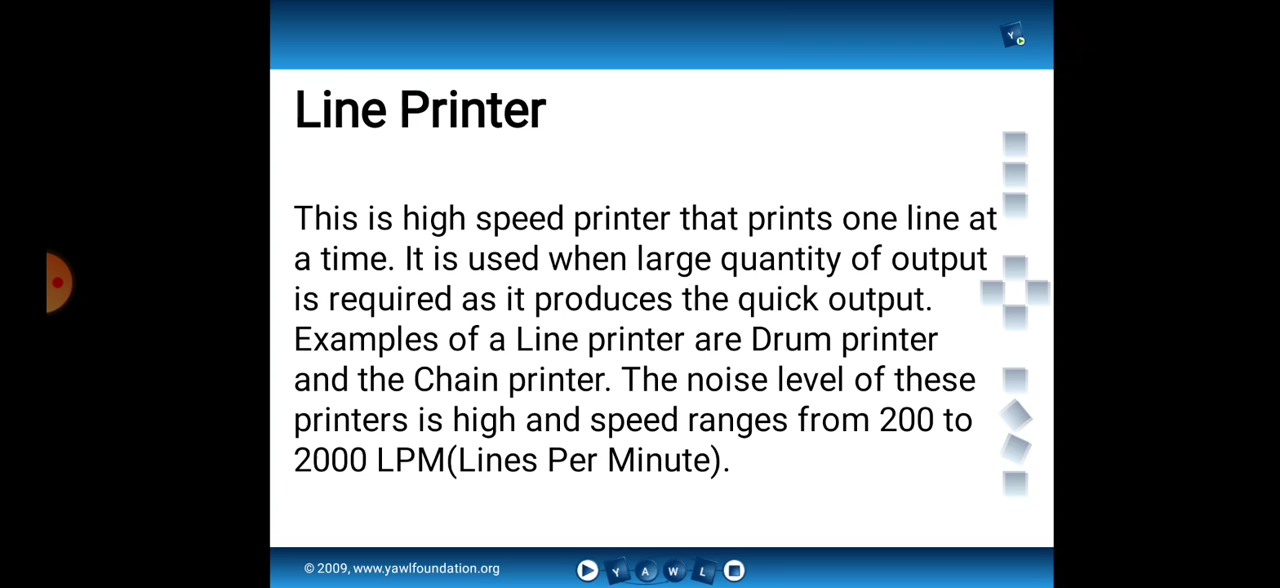 Y
Line Printer
This is high speed printer that prints one line at
a time. It is used when large quantity of output
is required as it produces the quick output.
Examples of a Line printer are Drum printer
and the Chain printer. The noise level of these
printers is high and speed ranges from 200 to
2000 LPM(Lines Per Minute).
© 2009, www.yawlfoundation.org
Y A W L